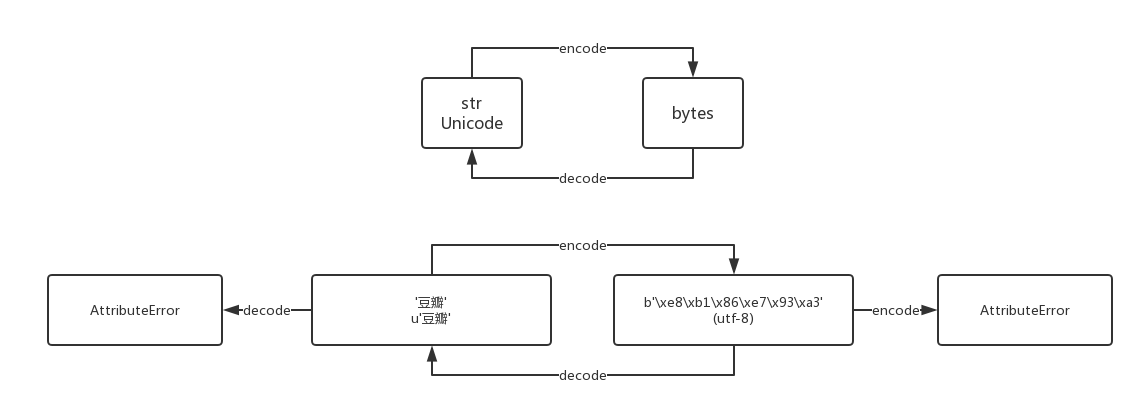 encode
str
Unicode
bytes
decode
encode
AttributeError
decode
'豆瓣'
u'豆瓣'
b'\xe8\xb1\x86\xe7\x93\xa3'
(utf-8)
encode
AttributeError
decode